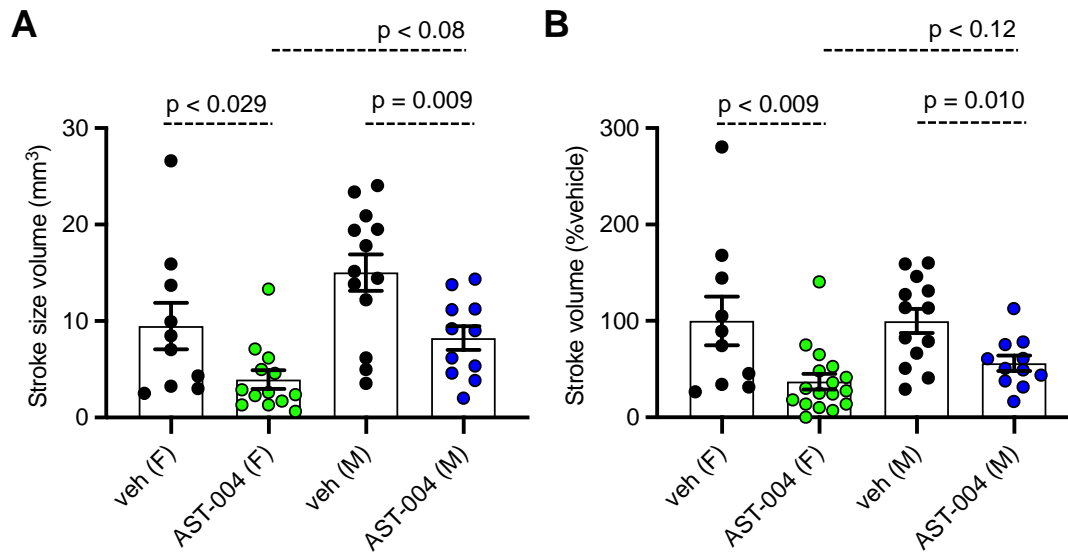 A
p < 0.08
p < 0.029
p = 0.009
Stroke size volume (mm³)
30
20
10
0
veh (F)
AST-004 (F)
veh (M)
AST-004 (M)
B
p < 0.12
p < 0.009
p = 0.010
Stroke volume (%vehicle)
300
200
100
0
veh (F)
AST-004 (F)
veh (M)
AST-004 (M)